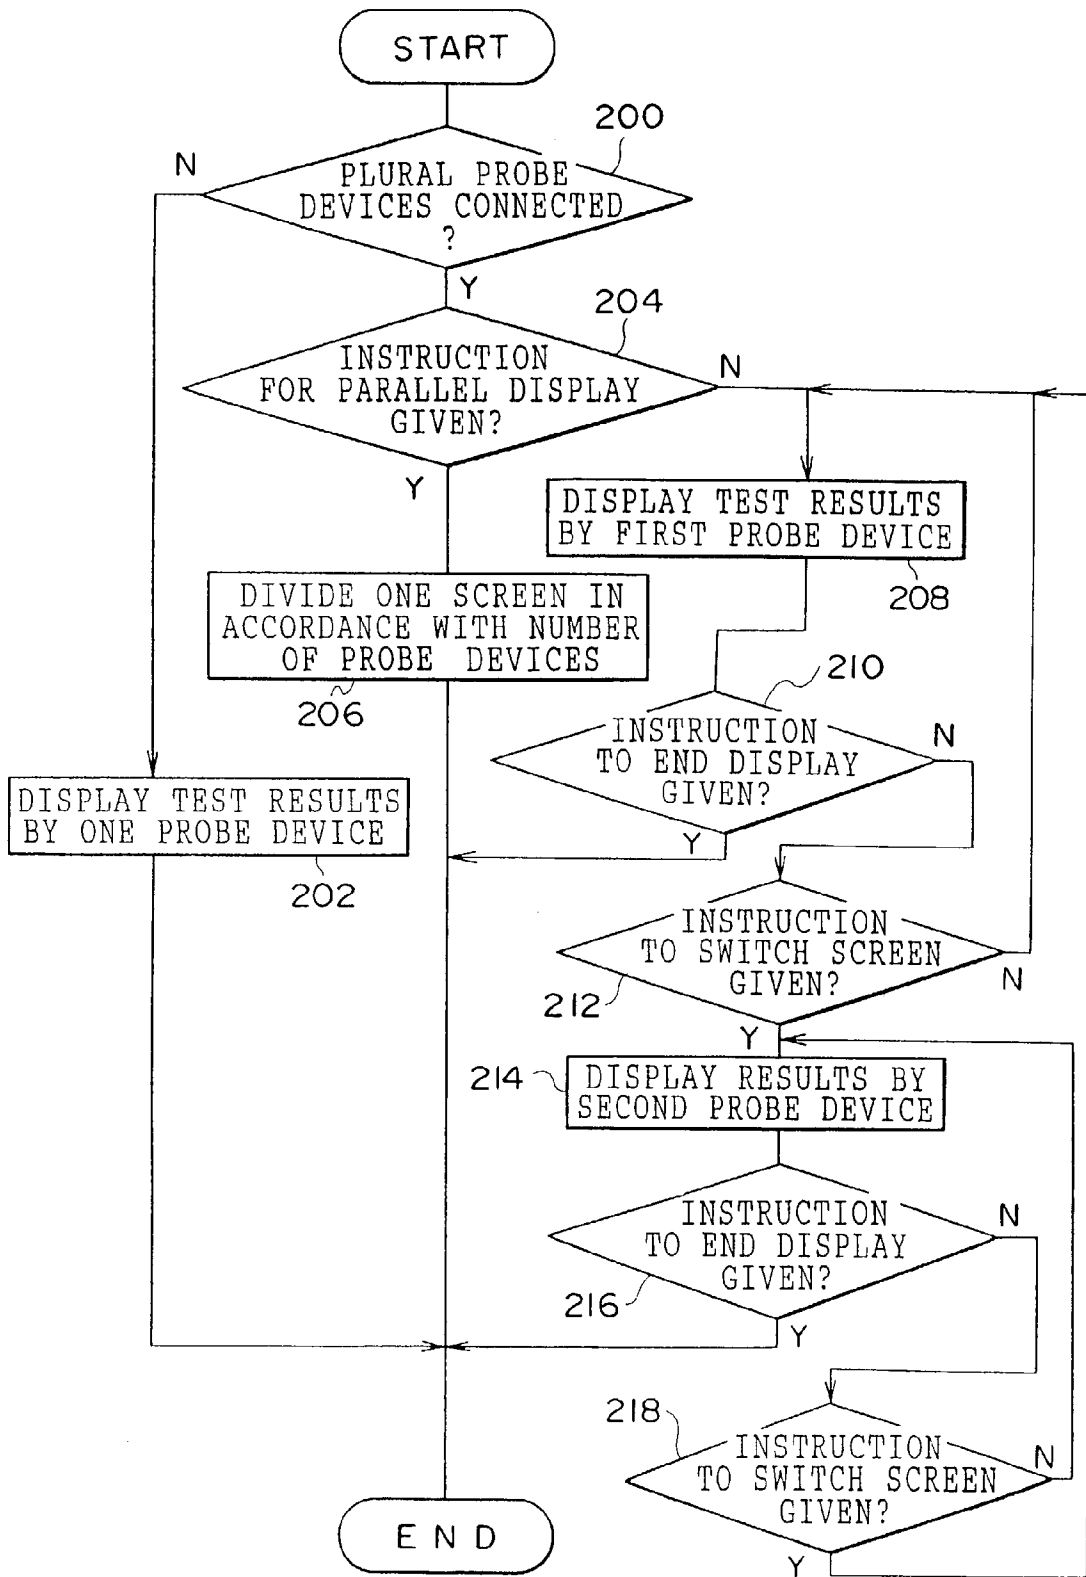 START
200
N
PLURAL PROBE
DEVICES CONNECTED
?
Y
204
INSTRUCTION
FOR PARALLEL DISPLAY
GIVEN?
N
Y
DISPLAY TEST RESULTS
BY FIRST PROBE DEVICE
208
DIVIDE ONE SCREEN IN
ACCORDANCE WITH NUMBER
OF PROBE DEVICES
206
210
INSTRUCTION
TO END DISPLAY
GIVEN?
N
Y
DISPLAY TEST RESULTS
BY ONE PROBE DEVICE
202
INSTRUCTION
TO SWITCH SCREEN
GIVEN?
212
N
Y
214
DISPLAY RESULTS BY
SECOND PROBE DEVICE
INSTRUCTION
TO END DISPLAY
GIVEN?
N
216
Y
218
INSTRUCTION
TO SWITCH SCREEN
GIVEN?
N
Y
END